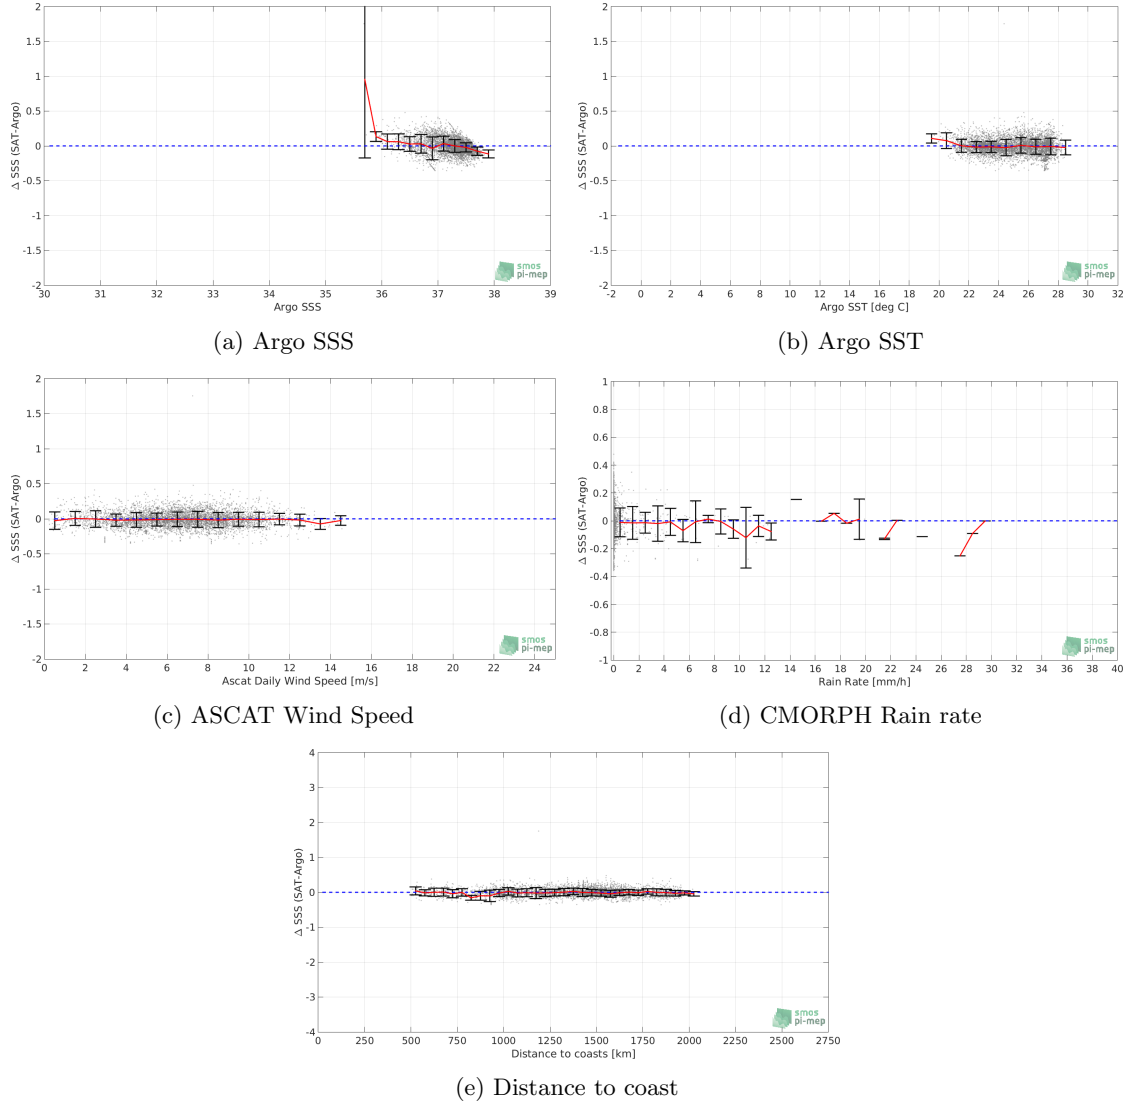 2
1.5
1
0.5
0
-0.5
-1
-1.5
-2
Δ SSS (SAT-Argo)
30 31 32 33 34 35 36 37 38 39
Argo SSS
smos
pi-mep
(a) Argo SSS
2
1.5
1
0.5
0
-0.5
-1
-1.5
-2
Δ SSS (SAT-Argo)
-2 0 2 4 6 8 10 12 14 16 18 20 22 24 26 28 30 32
Argo SST [deg C]
smos
pi-mep
(b) Argo SST
2
1.5
1
0.5
0
-0.5
-1
-1.5
-2
Δ SSS (SAT-Argo)
0 2 4 6 8 10 12 14 16 18 20 22 24
Ascat Daily Wind Speed [m/s]
smos
pi-mep
(c) ASCAT Wind Speed
1
0.8
0.6
0.4
0.2
0
-0.2
-0.4
-0.6
-0.8
-1
Δ SSS (SAT-Argo)
0 2 4 6 8 10 12 14 16 18 20 22 24 26 28 30 32 34 36 38 40
Rain Rate [mm/h]
smos
pi-mep
(d) CMORPH Rain rate
4
3
2
1
0
-1
-2
-3
-4
Δ SSS (SAT-Argo)
0 250 500 750 1000 1250 1500 1750 2000 2250 2500 2750
Distance to coasts [km]
smos
pi-mep
(e) Distance to coast